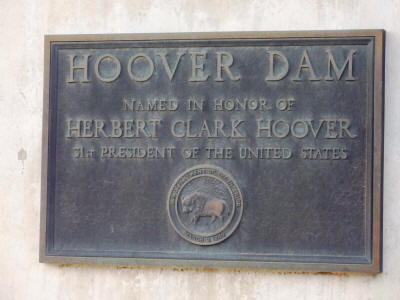 HOOVER DAM
NAMED IN HONOR OF
HERBERT CLARK HOOVER
31st PRESIDENT OF THE UNITED STATES